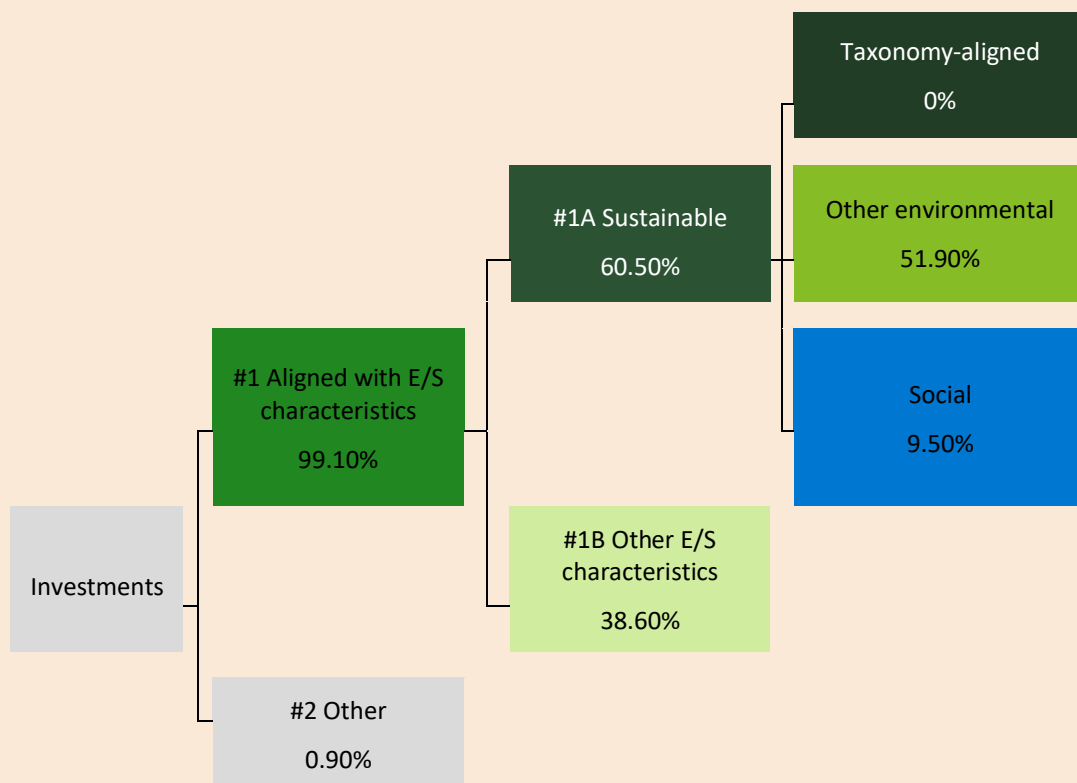 Taxonomy-aligned
0%
#1A Sustainable
60.50%
Other environmental
51.90%
#1 Aligned with E/S
characteristics
99.10%
Social
9.50%
Investments
#1B Other E/S
characteristics
38.60%
#2 Other
0.90%